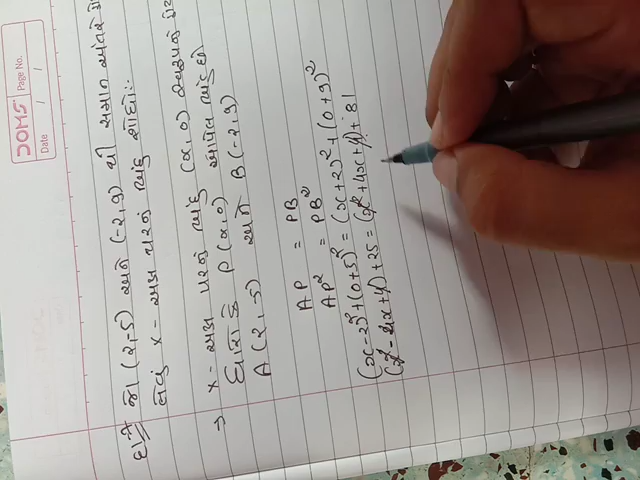 DOMS
Page No.
Date / /
દા.ત. જો (2,5) અને (-2,9) થી સમાન અંતરે
તેવું x- અક્ષ પરનું બિંદુ શોધો:-
→ x- અક્ષ પરનું બિંદુ (x, 0) સ્વરૂપનું
ધારો કે P(x, 0) આપેલ બિંદુ છે
A(2,5) અને B(-2,9)
AP = PB
AP² = PB²
(x-2)²+(0+5)² = (x+2)²+(0+9)²
(x²-4x+4)+25 = (x²+4x+4)+81